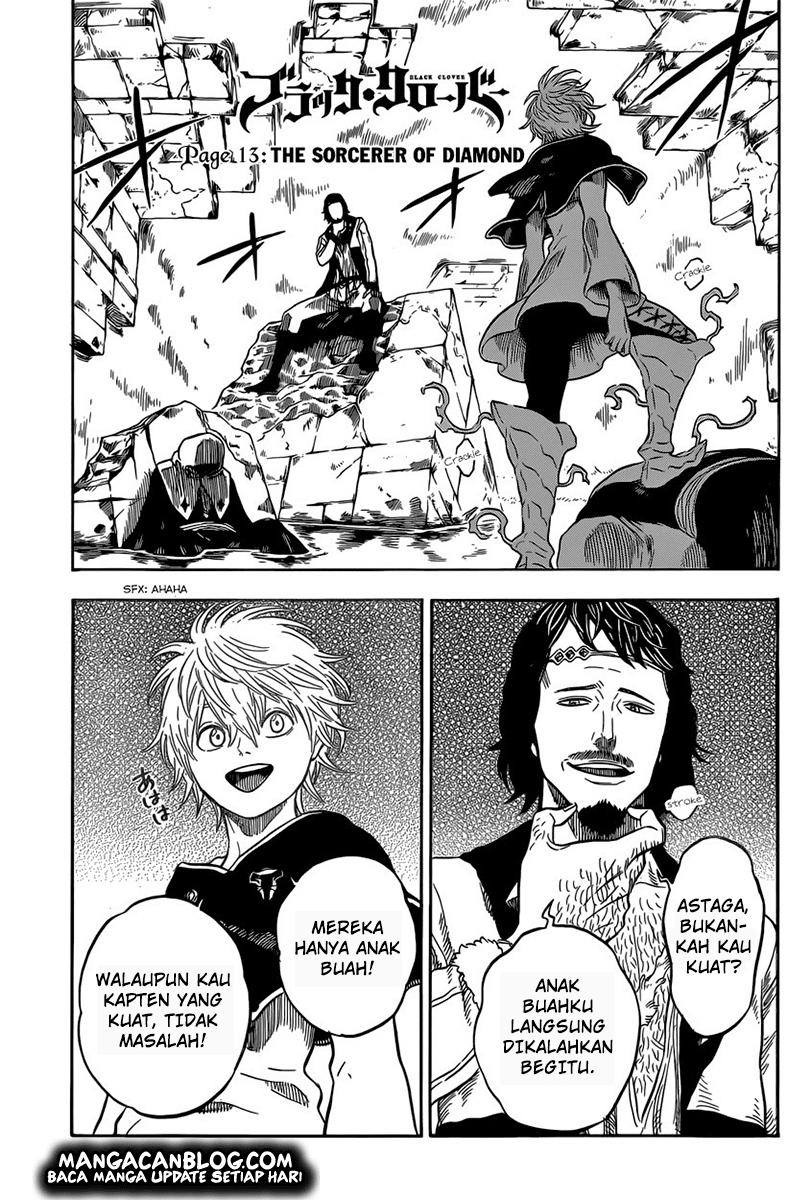 BLACK CLOVER
ブラック・クローバー
Page 13: THE SORCERER OF DIAMOND
Crackle
Crackle
SFX: AHAHA
ASTAGA,
BUKAN-
KAH KAU
KUAT?
stroke
ANAK
BUAHKU
LANGSUNG
DIKALAHKAN
BEGITU.
あはは
MEREKA
HANYA ANAK
BUAH!
WALAUPUN KAU
KAPTEN YANG
KUAT, TIDAK
MASALAH!
MANGACANBLOG.COM
BACA MANGA UPDATE SETIAP HARI